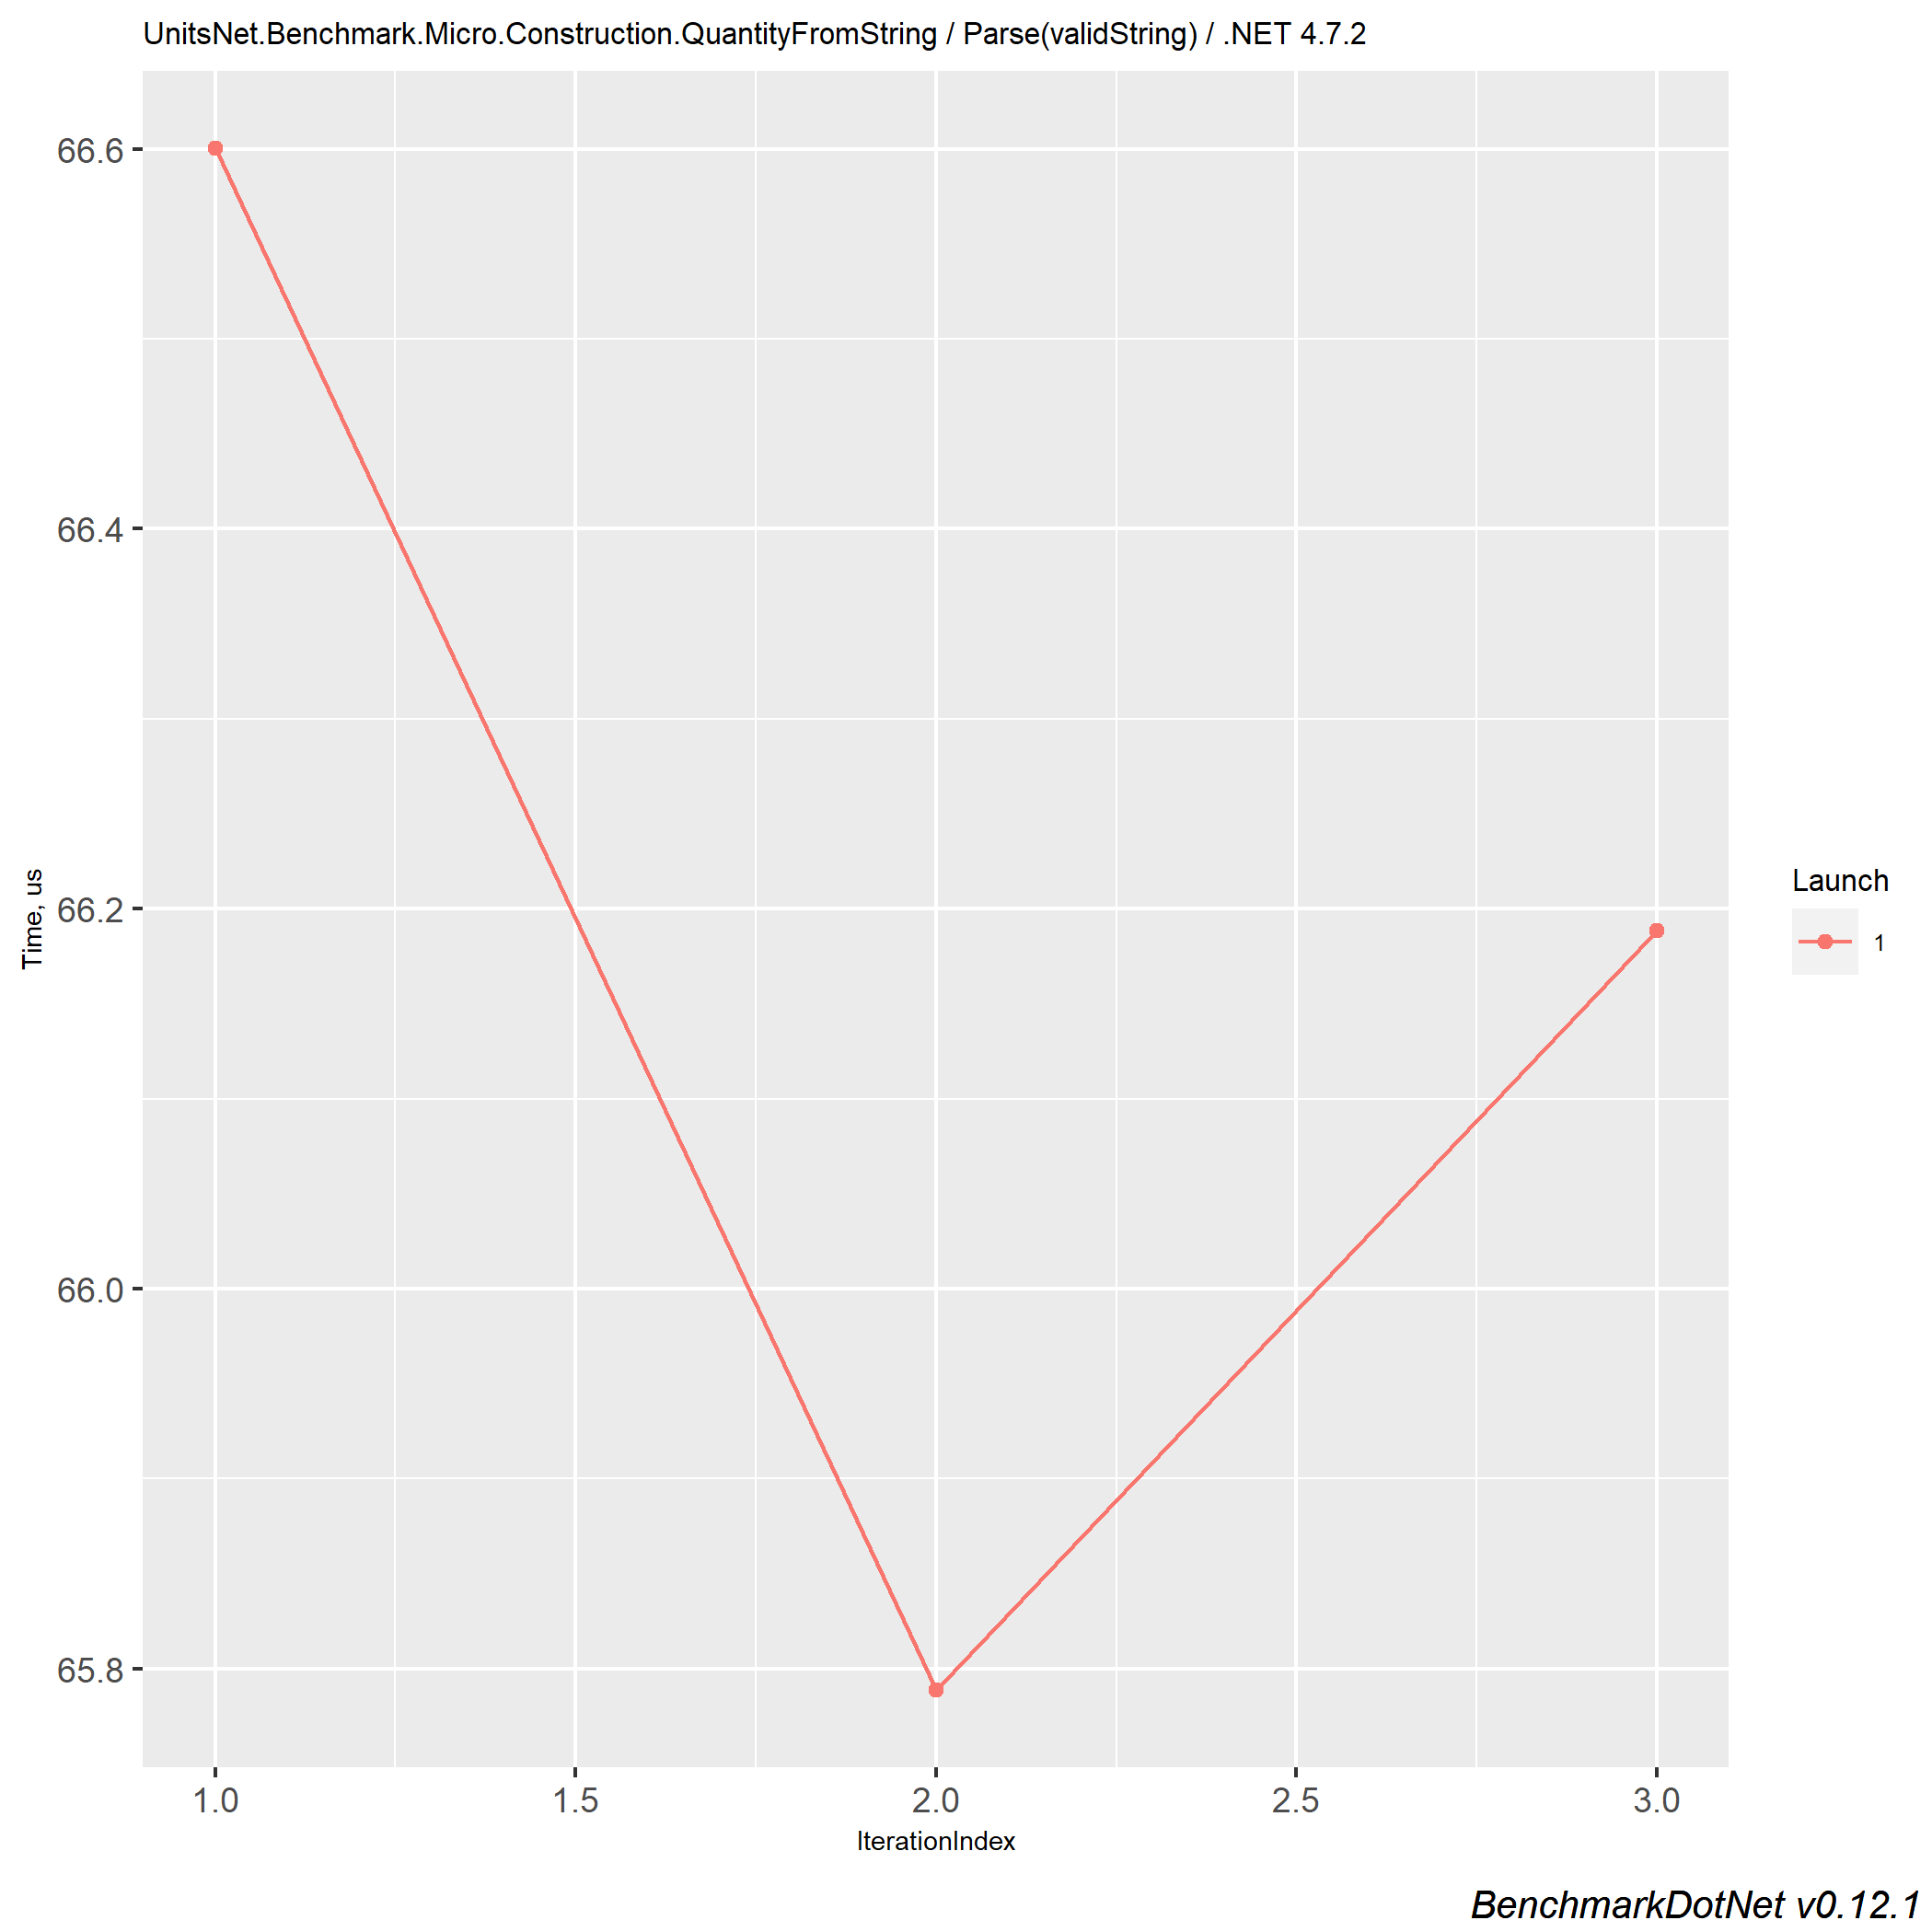 UnitsNet.Benchmark.Micro.Construction.QuantityFromString / Parse(validString) / .NET 4.7.2
66.6
66.4
66.2
66.0
65.8
Time, us
1.0 1.5 2.0 2.5 3.0
IterationIndex
Launch
1
BenchmarkDotNet v0.12.1